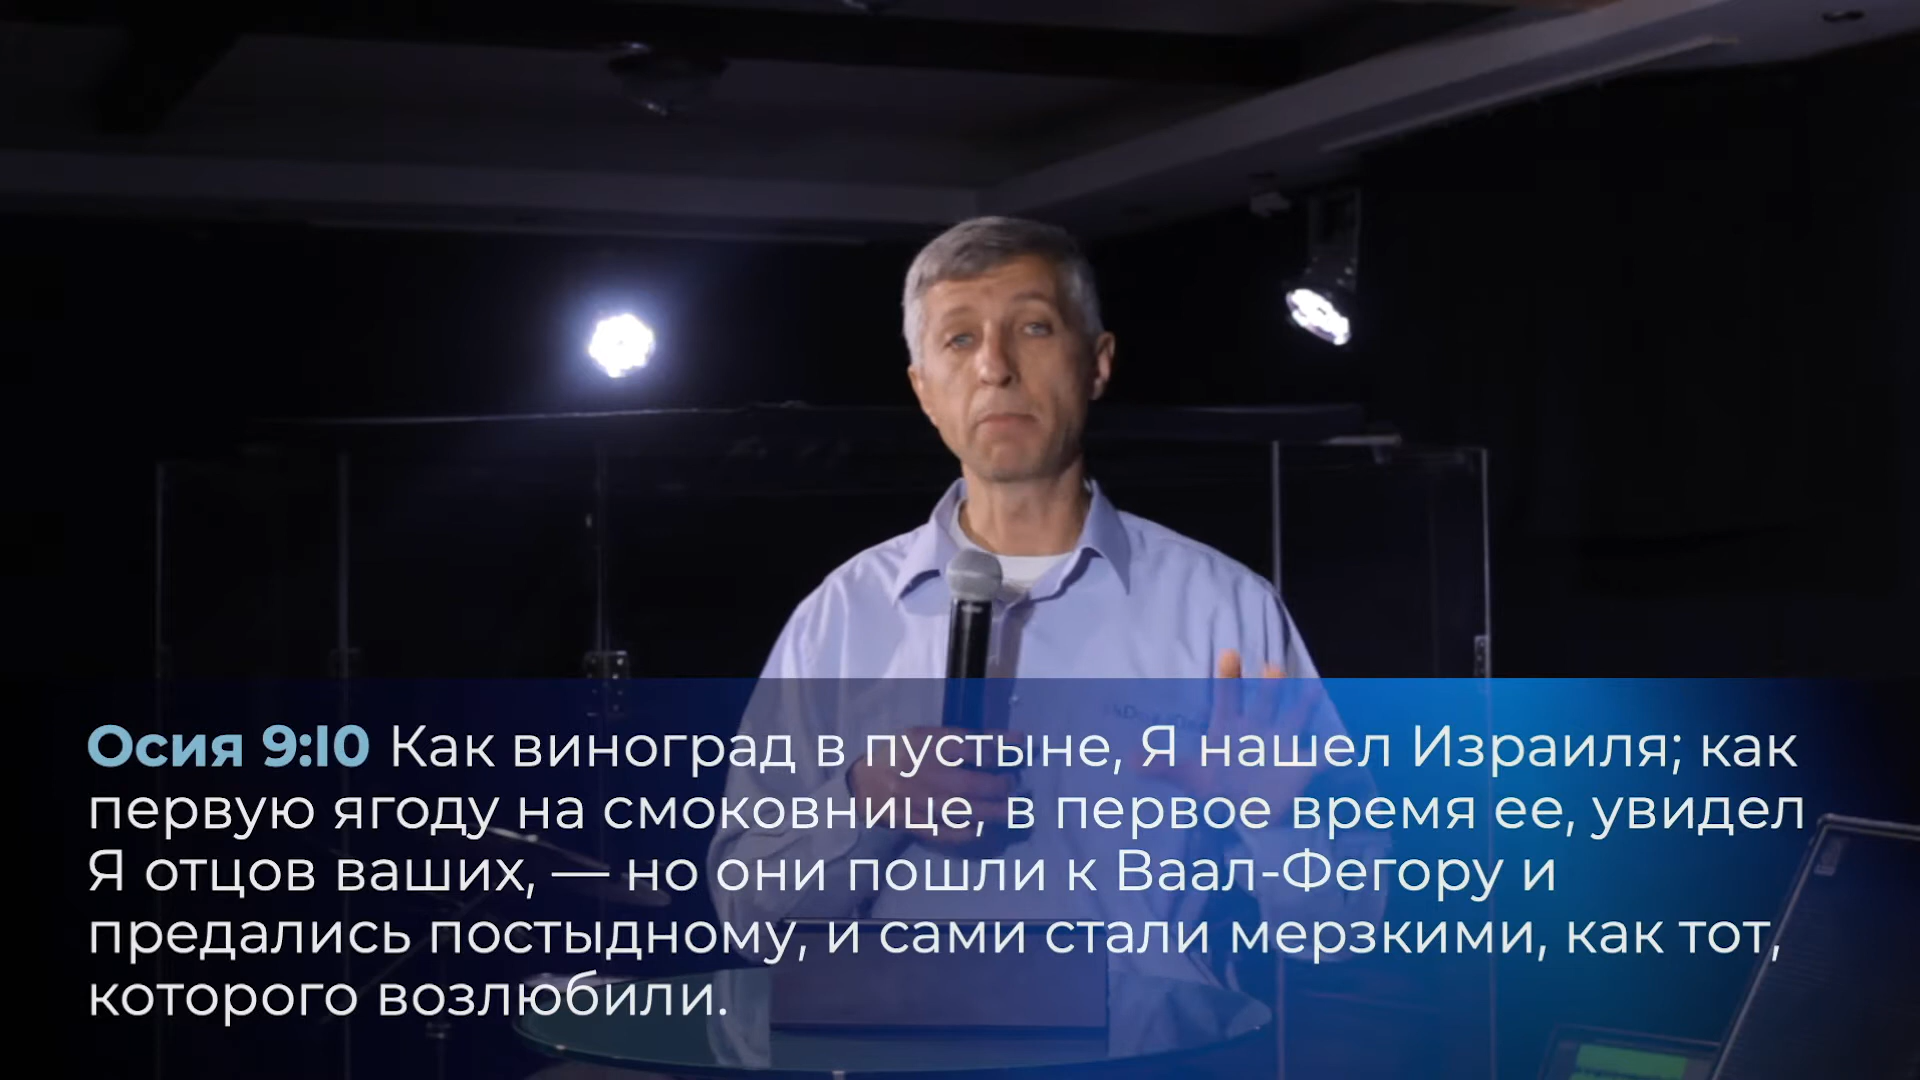 Осия 9:10 Как виноград в пустыне, Я нашел Израиля; как
первую ягоду на смоковнице, в первое время ее, увидел
Я отцов ваших, — но они пошли к Ваал-Фегору и
предались постыдному, и сами стали мерзкими, как тот,
которого возлюбили.